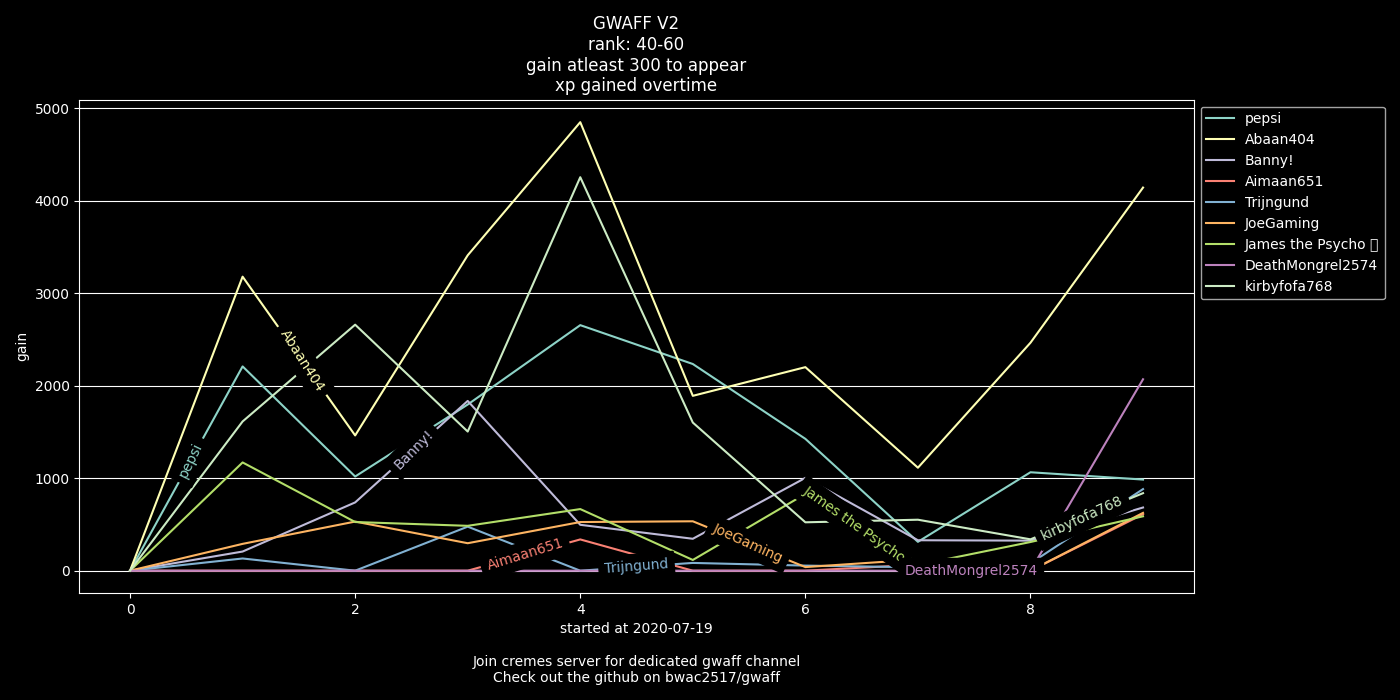 GWAFF V2
rank: 40-60
gain atleast 300 to appear
xp gained overtime
5000
4000
3000
2000
1000
0
gain
pepsi
Abaan404
Banny!
Aimaan651
Trijngund
JoeGaming
James the Psycho
DeathMongrel2574
kirbyfofa768
pepsi
Abaan404
Banny!
Aimaan651
Trijngund
JoeGaming
James the Psycho
DeathMongrel2574
kirbyfofa768
0 2 4 6 8
started at 2020-07-19
Join cremes server for dedicated gwaff channel
Check out the github on bwac2517/gwaff